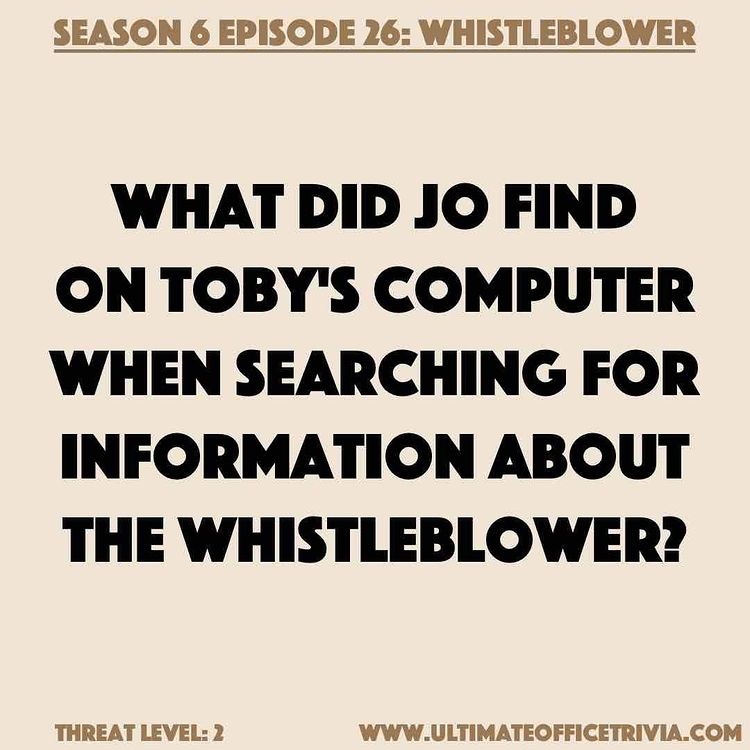 SEASON 6 EPISODE 26: WHISTLEBLOWER
WHAT DID JO FIND
ON TOBY'S COMPUTER
WHEN SEARCHING FOR
INFORMATION ABOUT
THE WHISTLEBLOWER?
THREAT LEVEL: 2
WWW.ULTIMATEOFFICETRIVIA.COM